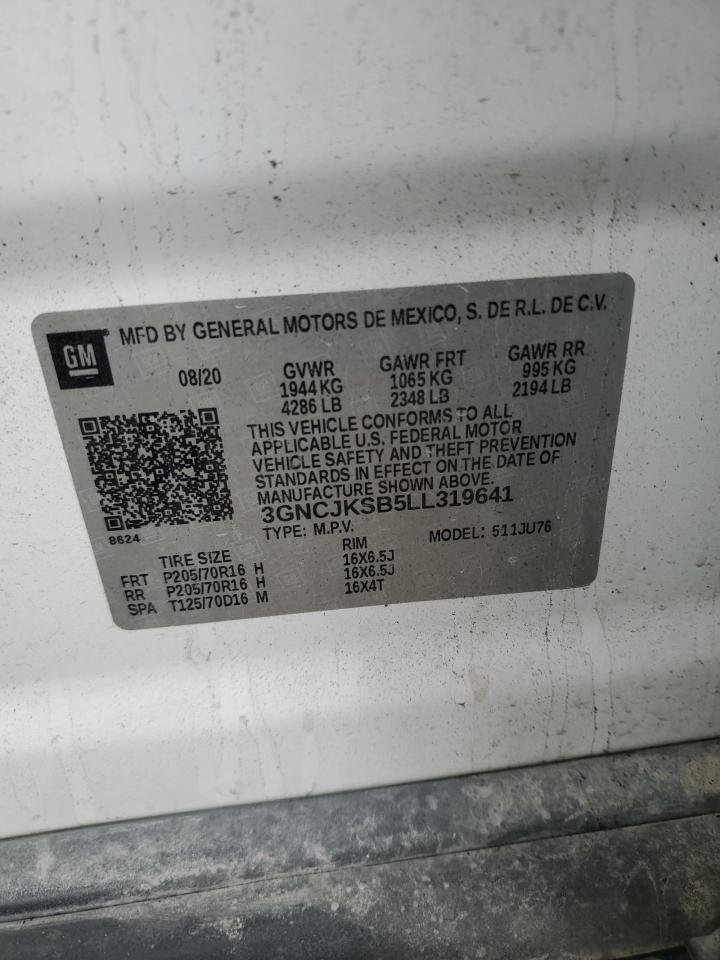 GM
MFD BY GENERAL MOTORS DE MEXICO, S. DE R.L. DE C.V.
08/20 GVWR GAWR FRT GAWR RR
1944 KG 1065 KG 995 KG
4286 LB 2348 LB 2194 LB
THIS VEHICLE CONFORMS TO ALL
APPLICABLE U.S. FEDERAL MOTOR
VEHICLE SAFETY AND THEFT PREVENTION
STANDARDS IN EFFECT ON THE DATE OF
MANUFACTURE SHOWN ABOVE.
3GNCJKSB5LL319641
8624
TYPE: M.P.V. MODEL: 511JU76
TIRE SIZE RIM
FRT P205/70R16 H 16X6.5J
RR P205/70R16 H 16X6.5J
SPA T125/70D16 M 16X4T